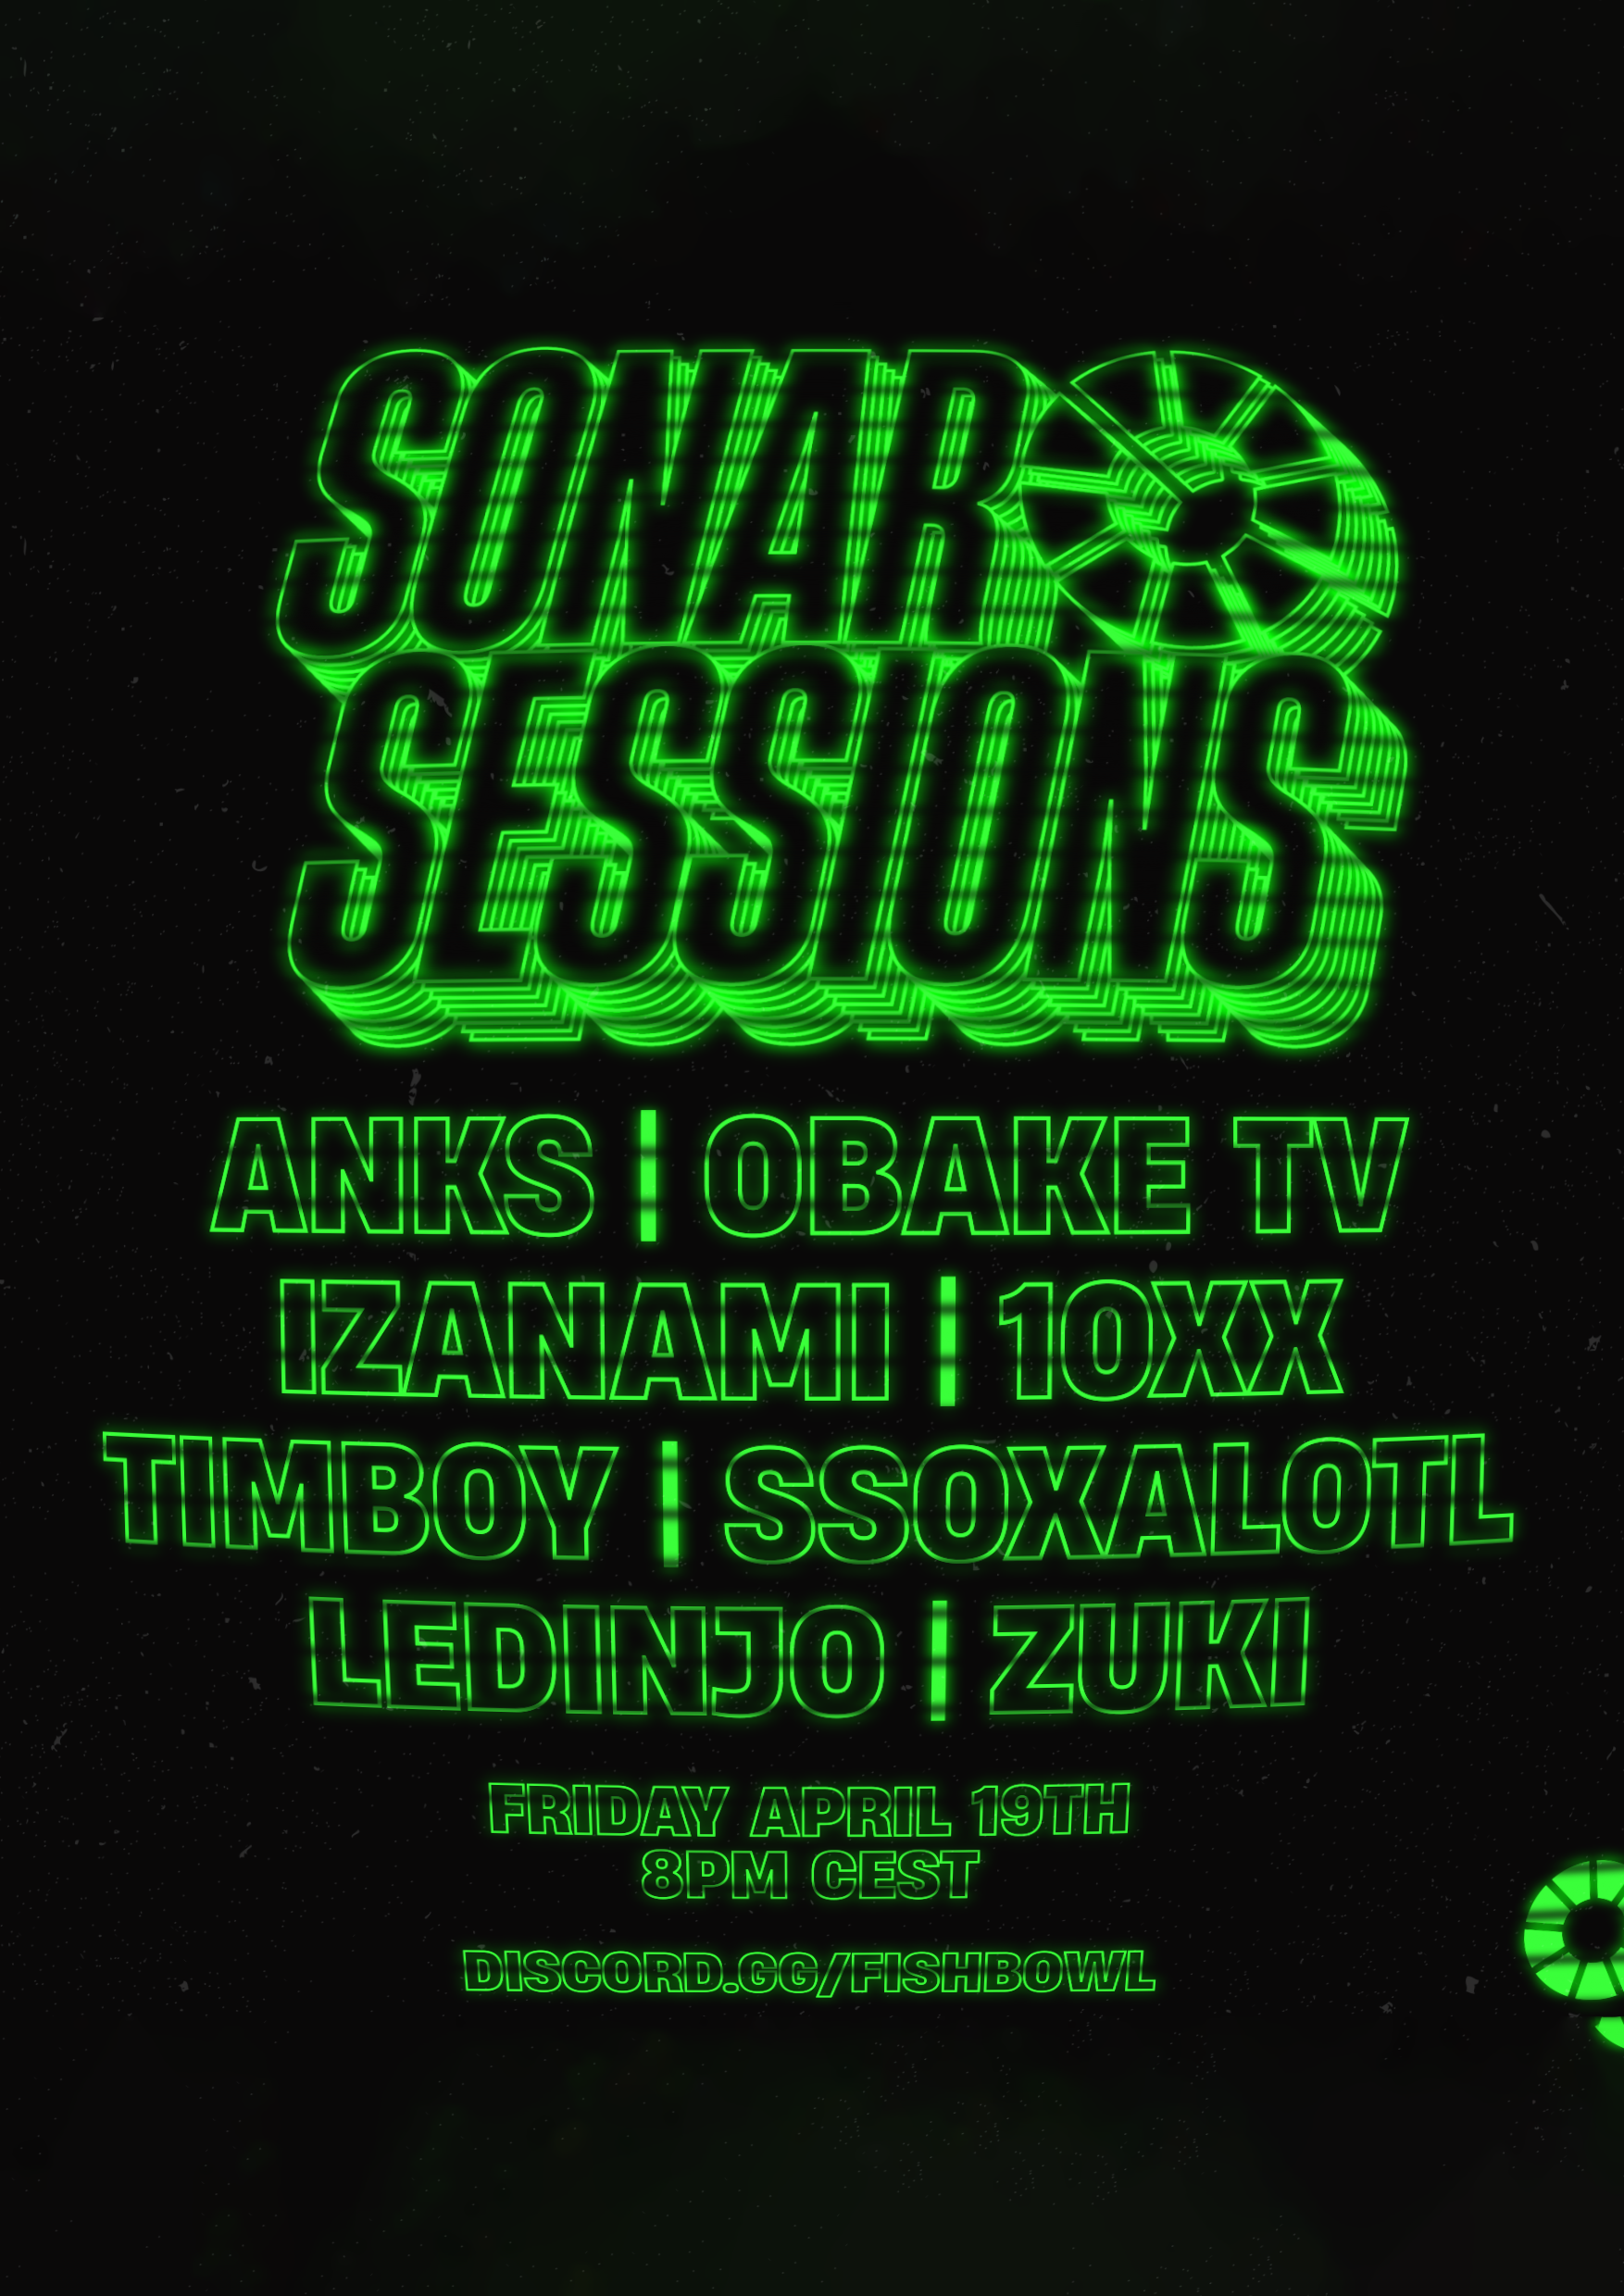 SONAR
SESSIONS
ANKS | OBAKE TV
IZANAMI | 10XX
TIMBOY | SSOXALOTL
LEDINJO | ZUKI
FRIDAY APRIL 19TH
8PM CEST
DISCORD.GG/FISHBOWL